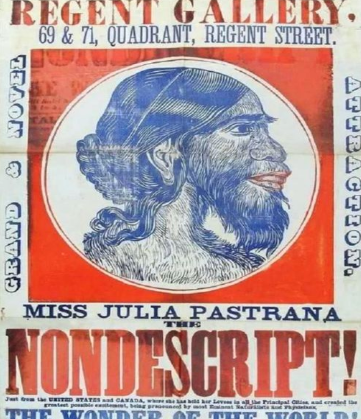 REGENT GALLERY.
69 & 71, QUADRANT, REGENT STREET.
GRAND & NOVEL
ATTRACTION.
MISS JULIA PASTRANA
THE
NONDESCRIPT!
Just from the UNITED STATES and CANADA, where she has held her Levees in all the Principal Cities, and created the
greatest possible excitement, being pronounced by most Eminent Naturalists and Physicians,
THE WONDER OF THE WORLD